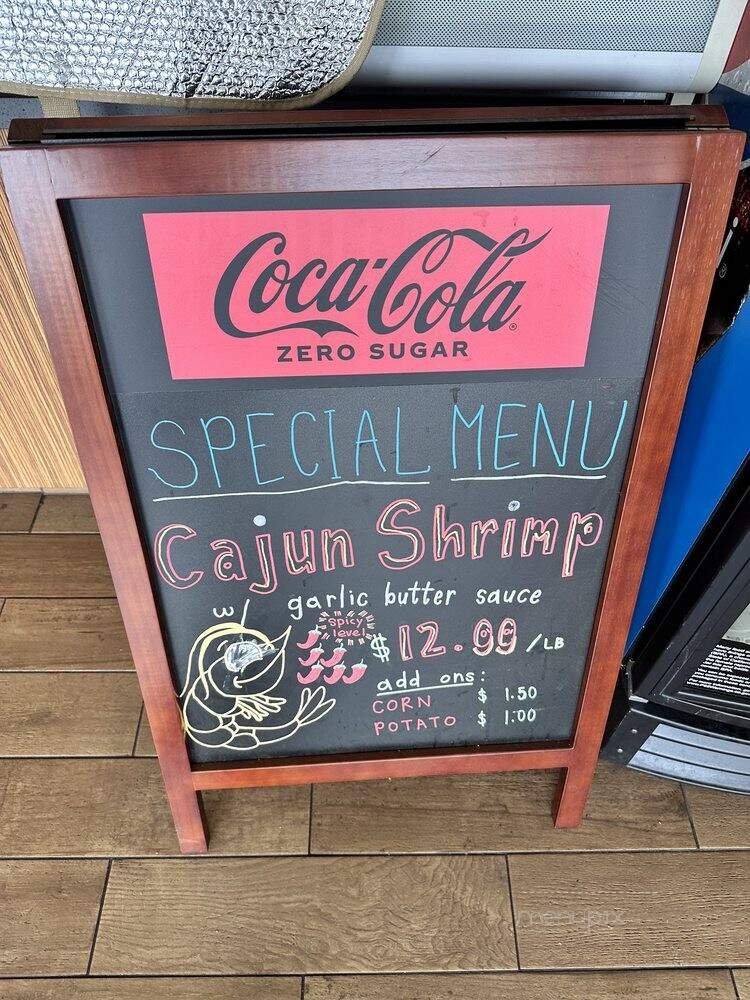 Coca-Cola
ZERO SUGAR
SPECIAL MENU
Cajun Shrimp
garlic butter sauce
spicy
level
$ 12.99 /LB
add ons:
CORN $ 1.50
POTATO $ 1.00
menupix